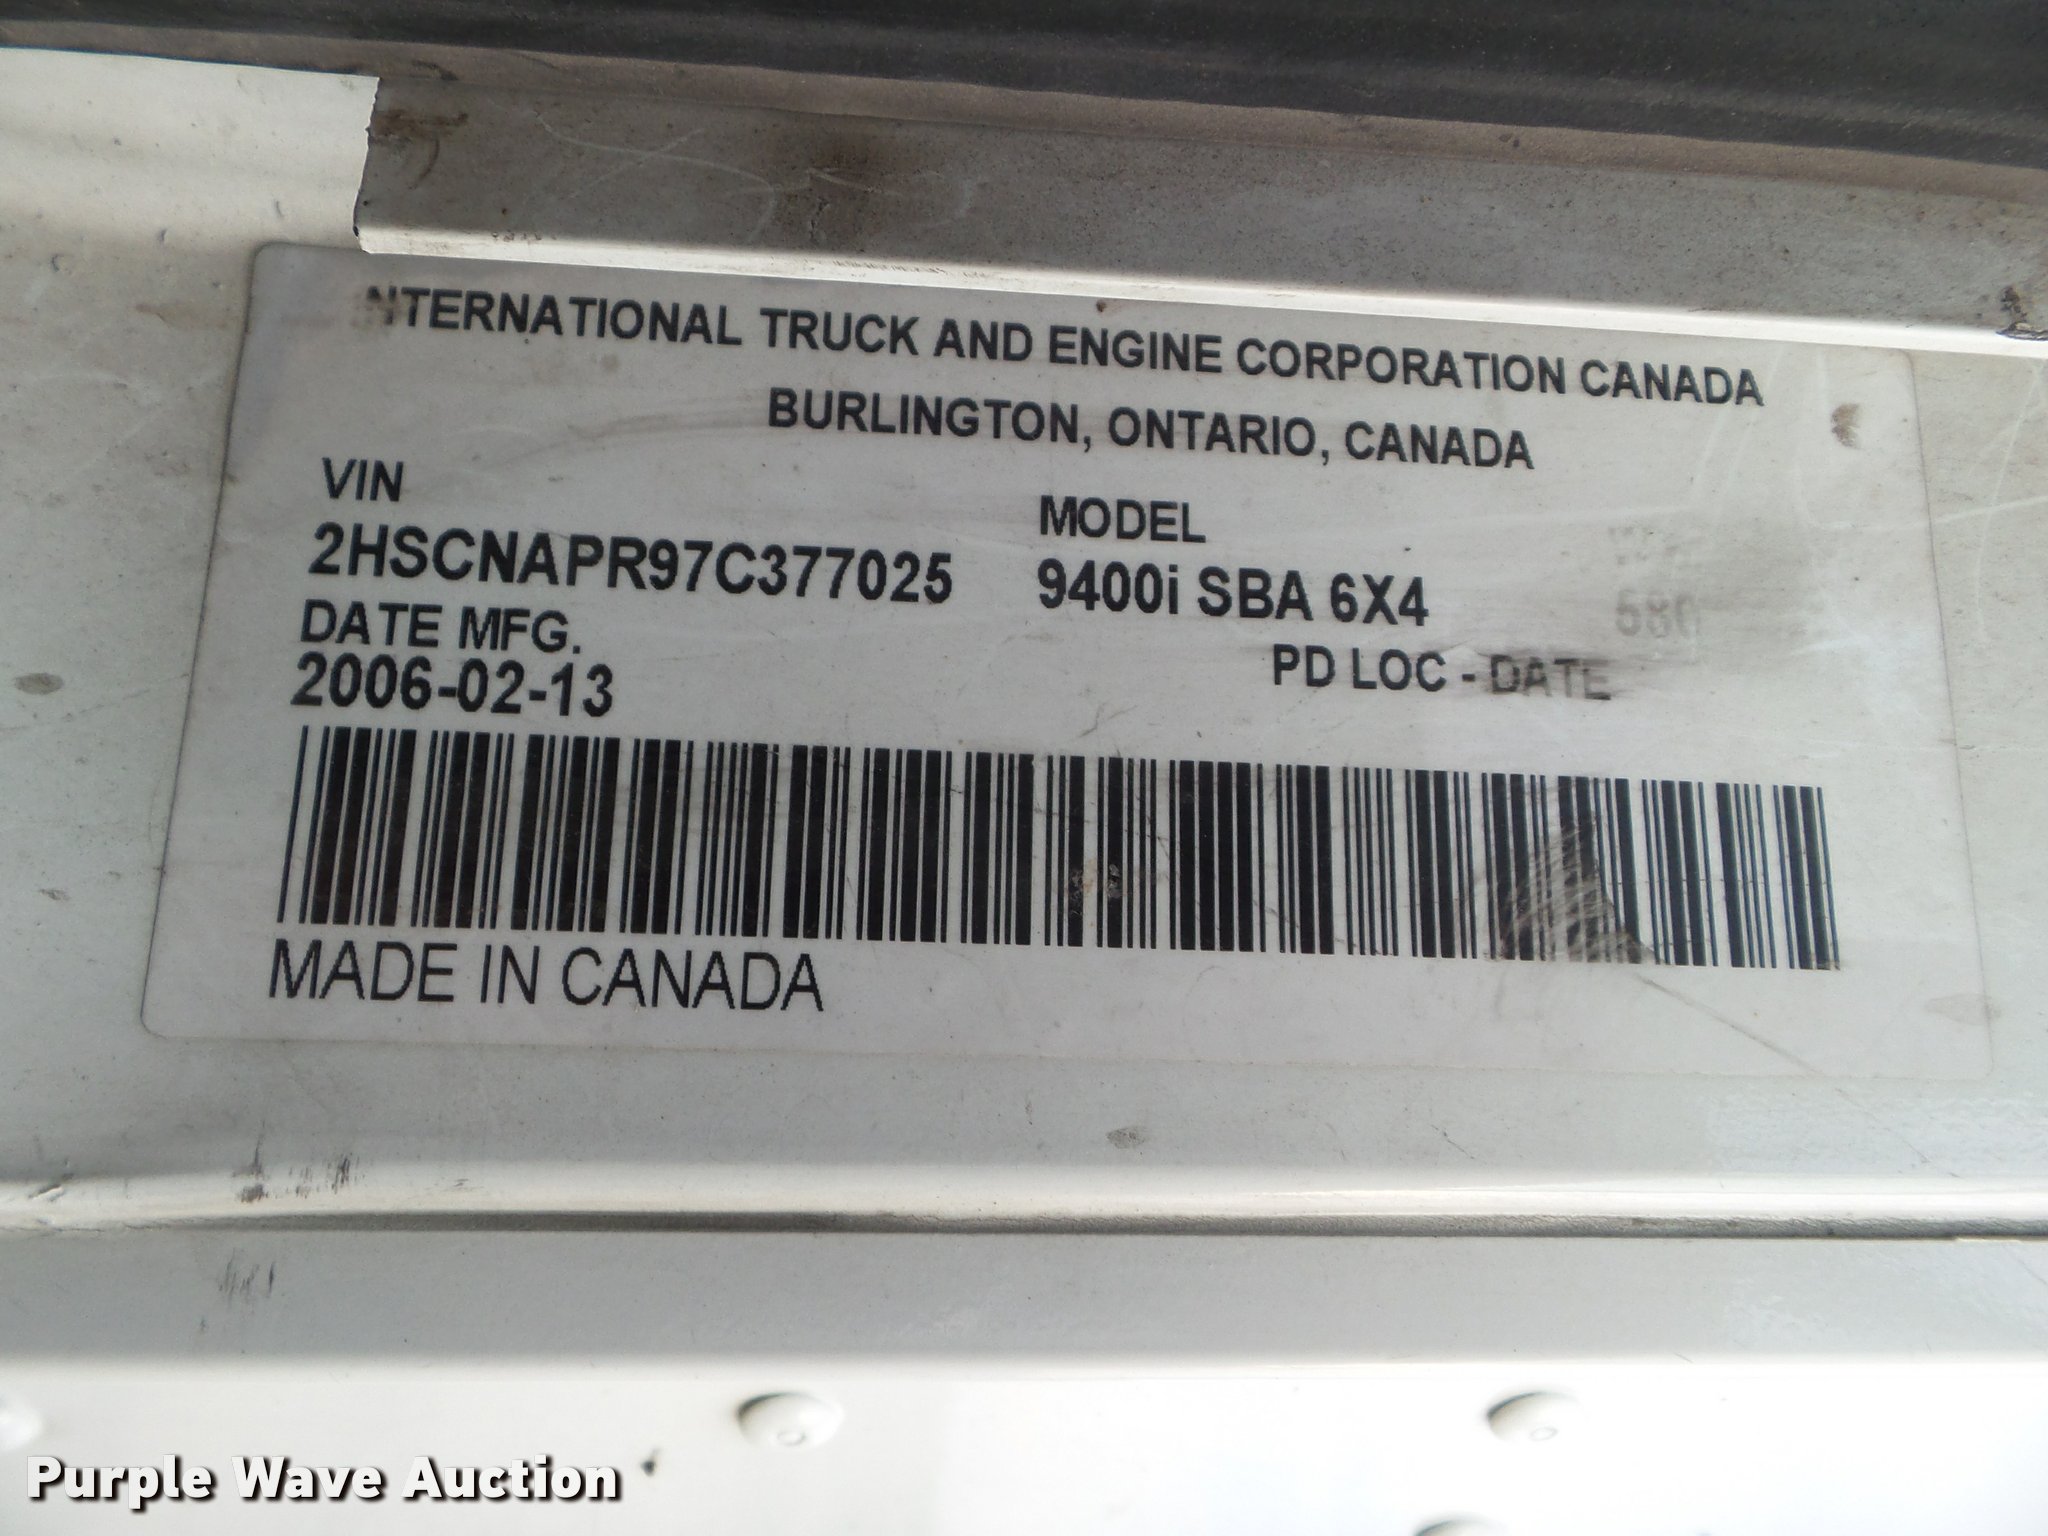 INTERNATIONAL TRUCK AND ENGINE CORPORATION CANADA
BURLINGTON, ONTARIO, CANADA
VIN
MODEL
2HSCNAPR97C377025
9400i SBA 6X4
DATE MFG.
2006-02-13
PD LOC - DATE
MADE IN CANADA
Purple Wave Auction